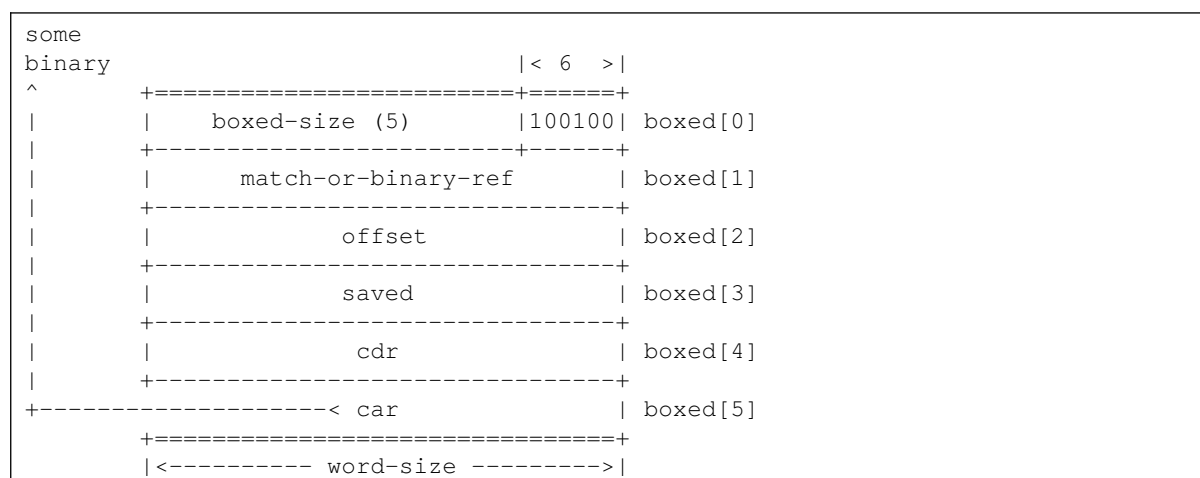 some
binary                            |< 6  >|
^       +=========================+======+
|       |    boxed-size (5)       |100100| boxed[0]
|       +-------------------------+------+
|       |      match-or-binary-ref       | boxed[1]
|       +--------------------------------+
|       |             offset             | boxed[2]
|       +--------------------------------+
|       |             saved              | boxed[3]
|       +--------------------------------+
|       |              cdr               | boxed[4]
|       +--------------------------------+
+--------------------< car               | boxed[5]
        +================================+
        |<---------- word-size --------->|